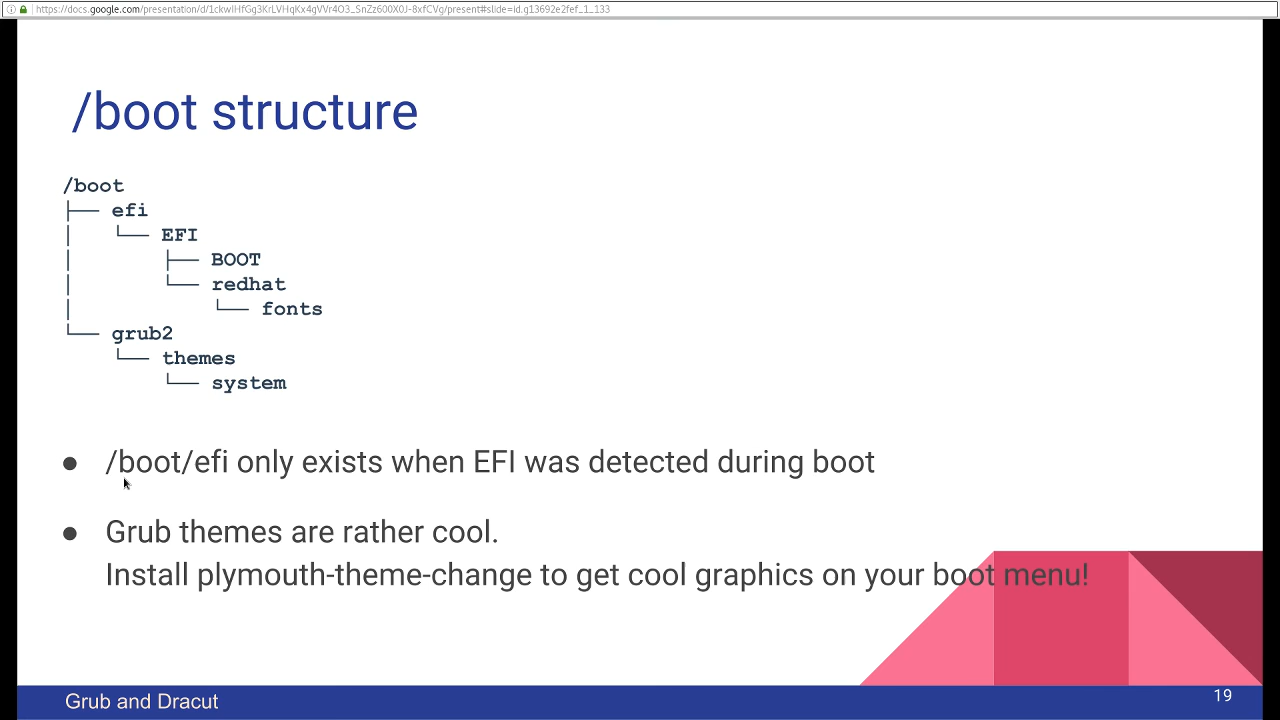 https://docs.google.com/presentation/d/1ckwIHfGg3KrLVHqKx4gVVr4O3_SnZz600X0J-8xfCVg/present#slide=id.g13692e2fef_1_133
/boot structure
/boot
├── efi
│   └── EFI
│       ├── BOOT
│       └── redhat
│           └── fonts
└── grub2
    └── themes
        └── system
● /boot/efi only exists when EFI was detected during boot
● Grub themes are rather cool.
Install plymouth-theme-change to get cool graphics on your boot menu!
Grub and Dracut
19